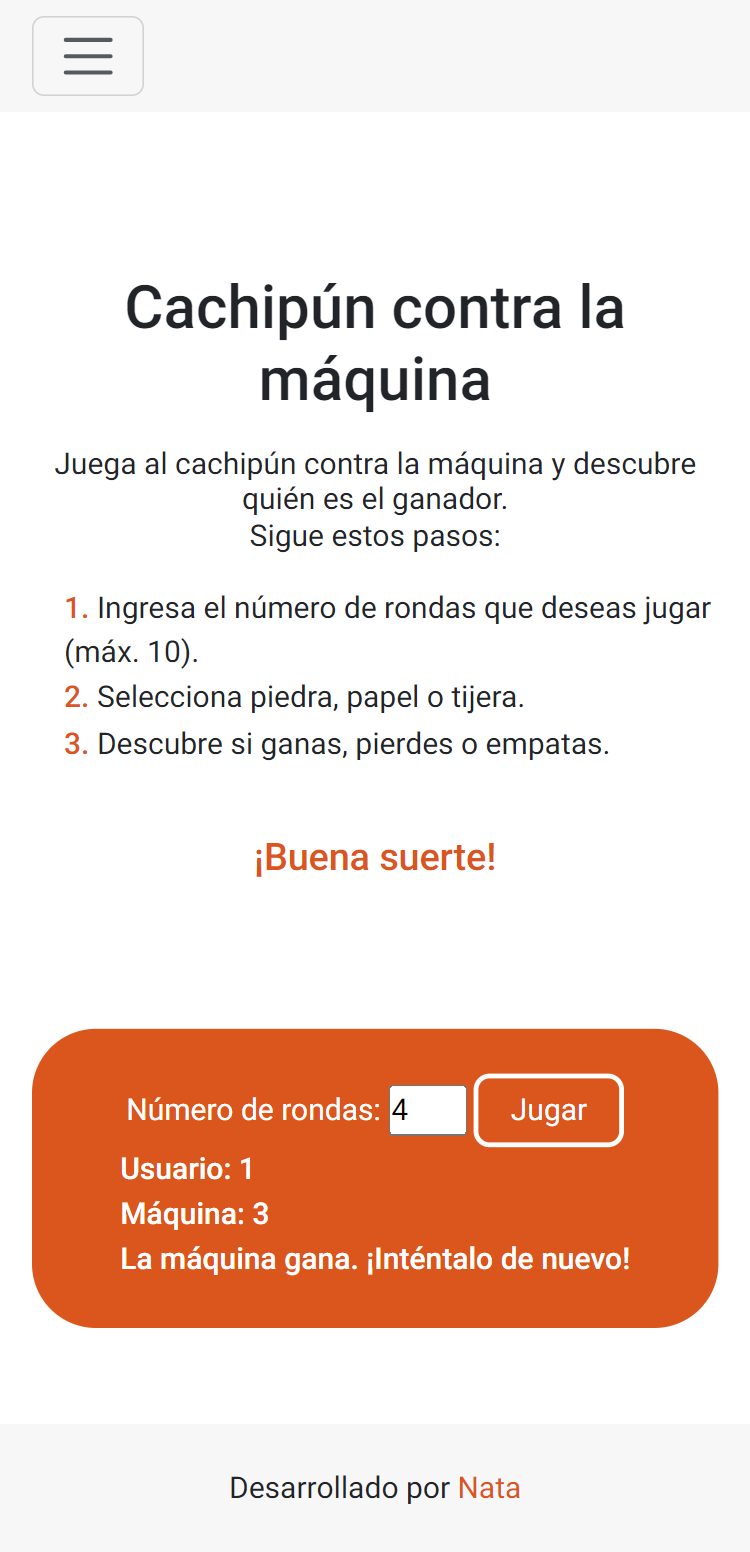 Cachipún contra la
máquina
Juega al cachipún contra la máquina y descubre
quién es el ganador.
Sigue estos pasos:
1. Ingresa el número de rondas que deseas jugar
(máx. 10).
2. Selecciona piedra, papel o tijera.
3. Descubre si ganas, pierdes o empatas.
¡Buena suerte!
Número de rondas: 4 Jugar
Usuario: 1
Máquina: 3
La máquina gana. ¡Inténtalo de nuevo!
Desarrollado por Nata